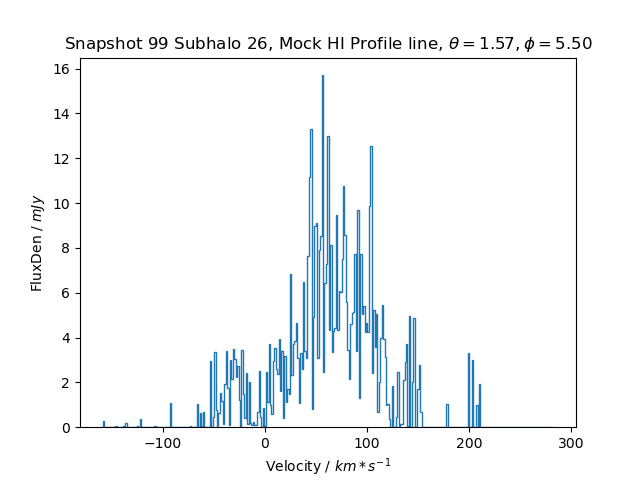 Snapshot 99 Subhalo 26, Mock HI Profile line, θ = 1.57, ϕ = 5.50
FluxDen / mJy
16
14
12
10
8
6
4
2
0
−100 0 100 200 300
Velocity / km * s⁻¹